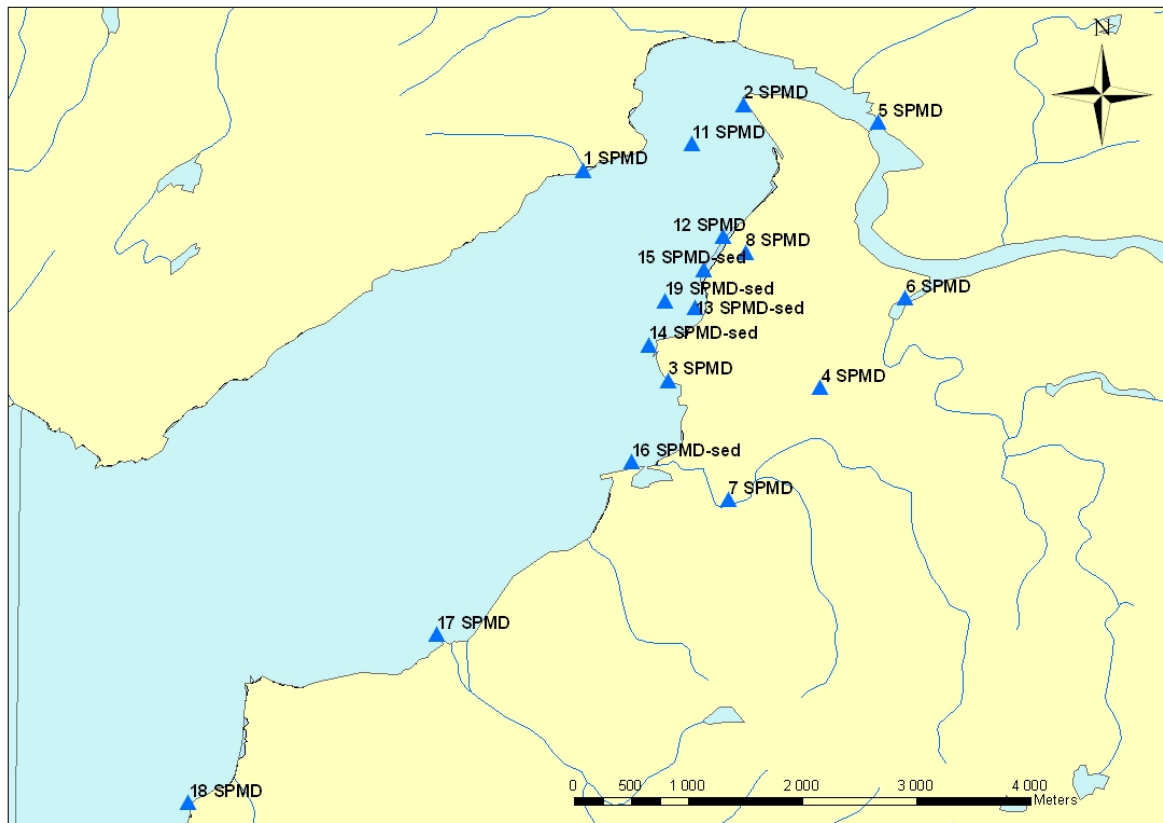 N
2 SPMD
5 SPMD
11 SPMD
1 SPMD
12 SPMD
8 SPMD
15 SPMD-sed
19 SPMD-sed
6 SPMD
13 SPMD-sed
14 SPMD-sed
3 SPMD
4 SPMD
16 SPMD-sed
7 SPMD
17 SPMD
18 SPMD
0 500 1 000 2 000 3 000 4 000
Meters